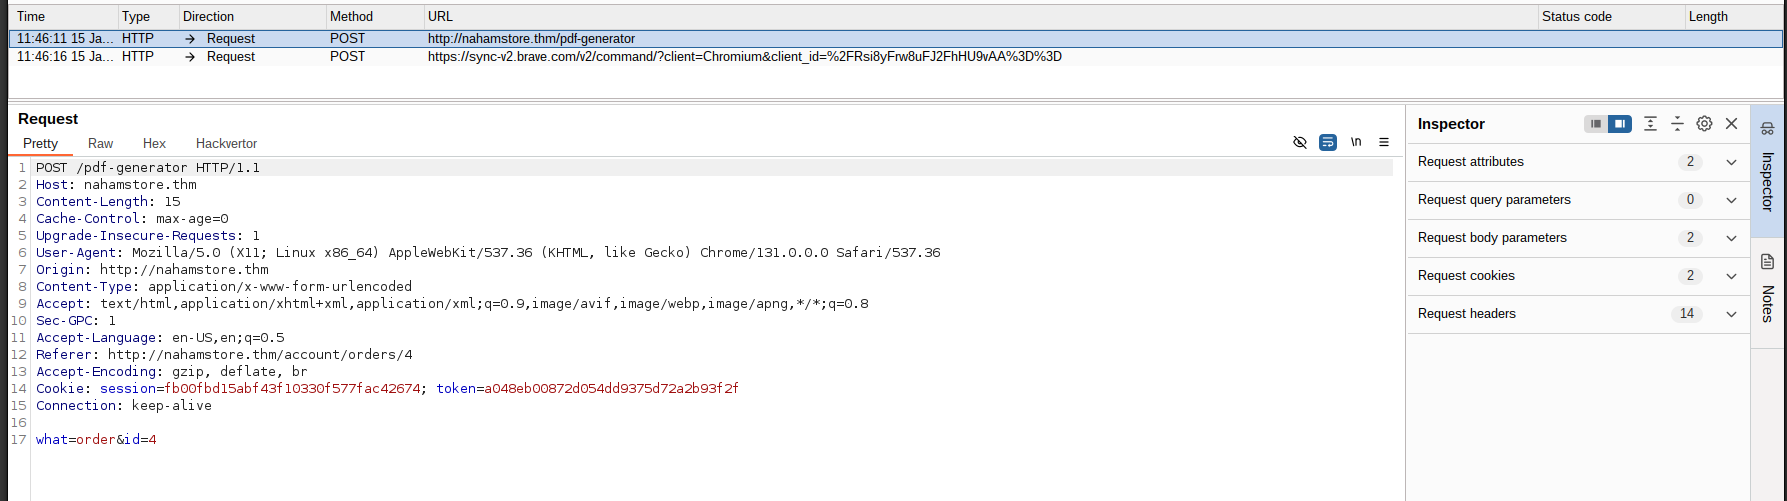 Time Type Direction Method URL Status code Length
11:46:11 15 Ja... HTTP → Request POST http://nahamstore.thm/pdf-generator
11:46:16 15 Ja... HTTP → Request POST https://sync-v2.brave.com/v2/command/?client=Chromium&client_id=%2FRsi8yFrw8uFJ2FhHU9vAA%3D%3D
Request
Pretty Raw Hex Hackvertor
\n
1 POST /pdf-generator HTTP/1.1
2 Host: nahamstore.thm
3 Content-Length: 15
4 Cache-Control: max-age=0
5 Upgrade-Insecure-Requests: 1
6 User-Agent: Mozilla/5.0 (X11; Linux x86_64) AppleWebKit/537.36 (KHTML, like Gecko) Chrome/131.0.0.0 Safari/537.36
7 Origin: http://nahamstore.thm
8 Content-Type: application/x-www-form-urlencoded
9 Accept: text/html,application/xhtml+xml,application/xml;q=0.9,image/avif,image/webp,image/apng,*/*;q=0.8
10 Sec-GPC: 1
11 Accept-Language: en-US,en;q=0.5
12 Referer: http://nahamstore.thm/account/orders/4
13 Accept-Encoding: gzip, deflate, br
14 Cookie: session=fb00fbd15abf43f10330f577fac42674; token=a048eb00872d054dd9375d72a2b93f2f
15 Connection: keep-alive
16
17 what=order&id=4
Inspector
Request attributes 2
Request query parameters 0
Request body parameters 2
Request cookies 2
Request headers 14
Inspector
Notes